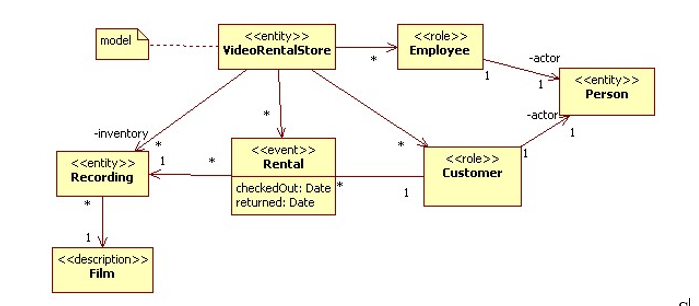 model
<<entity>>
VideoRentalStore
*
<<role>>
Employee
1
-actor
1
<<entity>>
Person
-actor
1
1
-inventory
*
*
*
<<entity>>
Recording
1
*
<<event>>
Rental
checkedOut: Date
returned: Date
*
1
<<role>>
Customer
*
1
<<description>>
Film